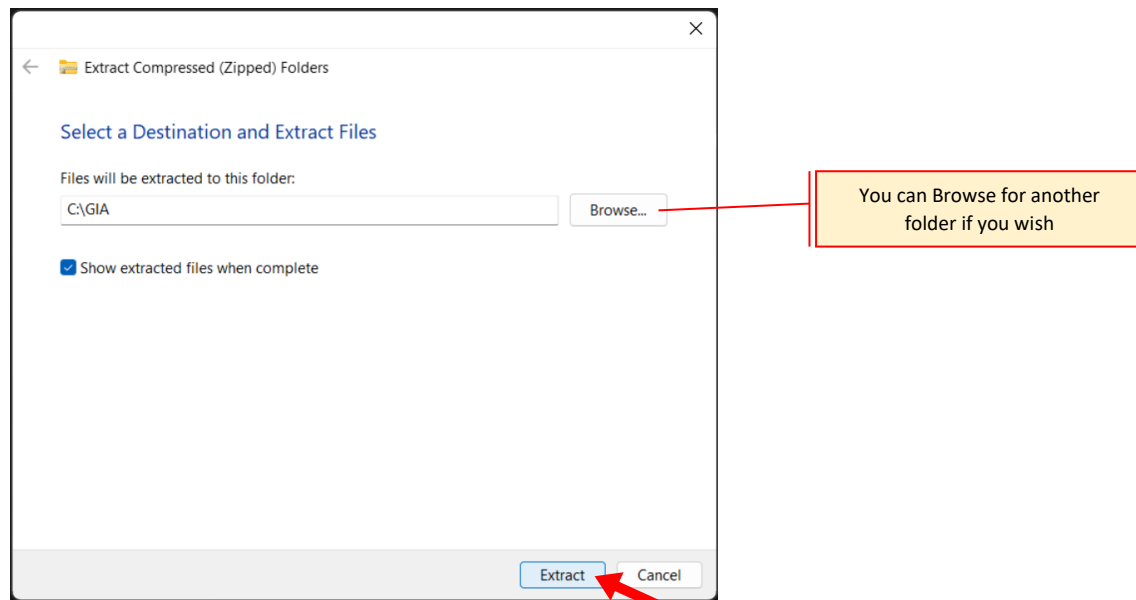 Extract Compressed (Zipped) Folders
Select a Destination and Extract Files
Files will be extracted to this folder:
C:\GIA
Browse...
You can Browse for another
folder if you wish
Show extracted files when complete
Extract
Cancel